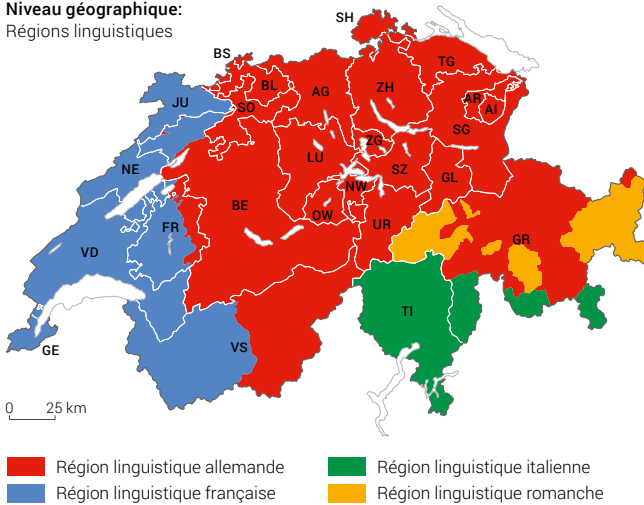 Niveau géographique:
Régions linguistiques
SH
BS
TG
BL
JU
AG
ZH
SO
AR
AI
SG
ZG
LU
NE
SZ
GL
NW
BE
OW
FR
UR
GR
VD
TI
GE
VS
0 25 km
Région linguistique allemande
Région linguistique italienne
Région linguistique française
Région linguistique romanche